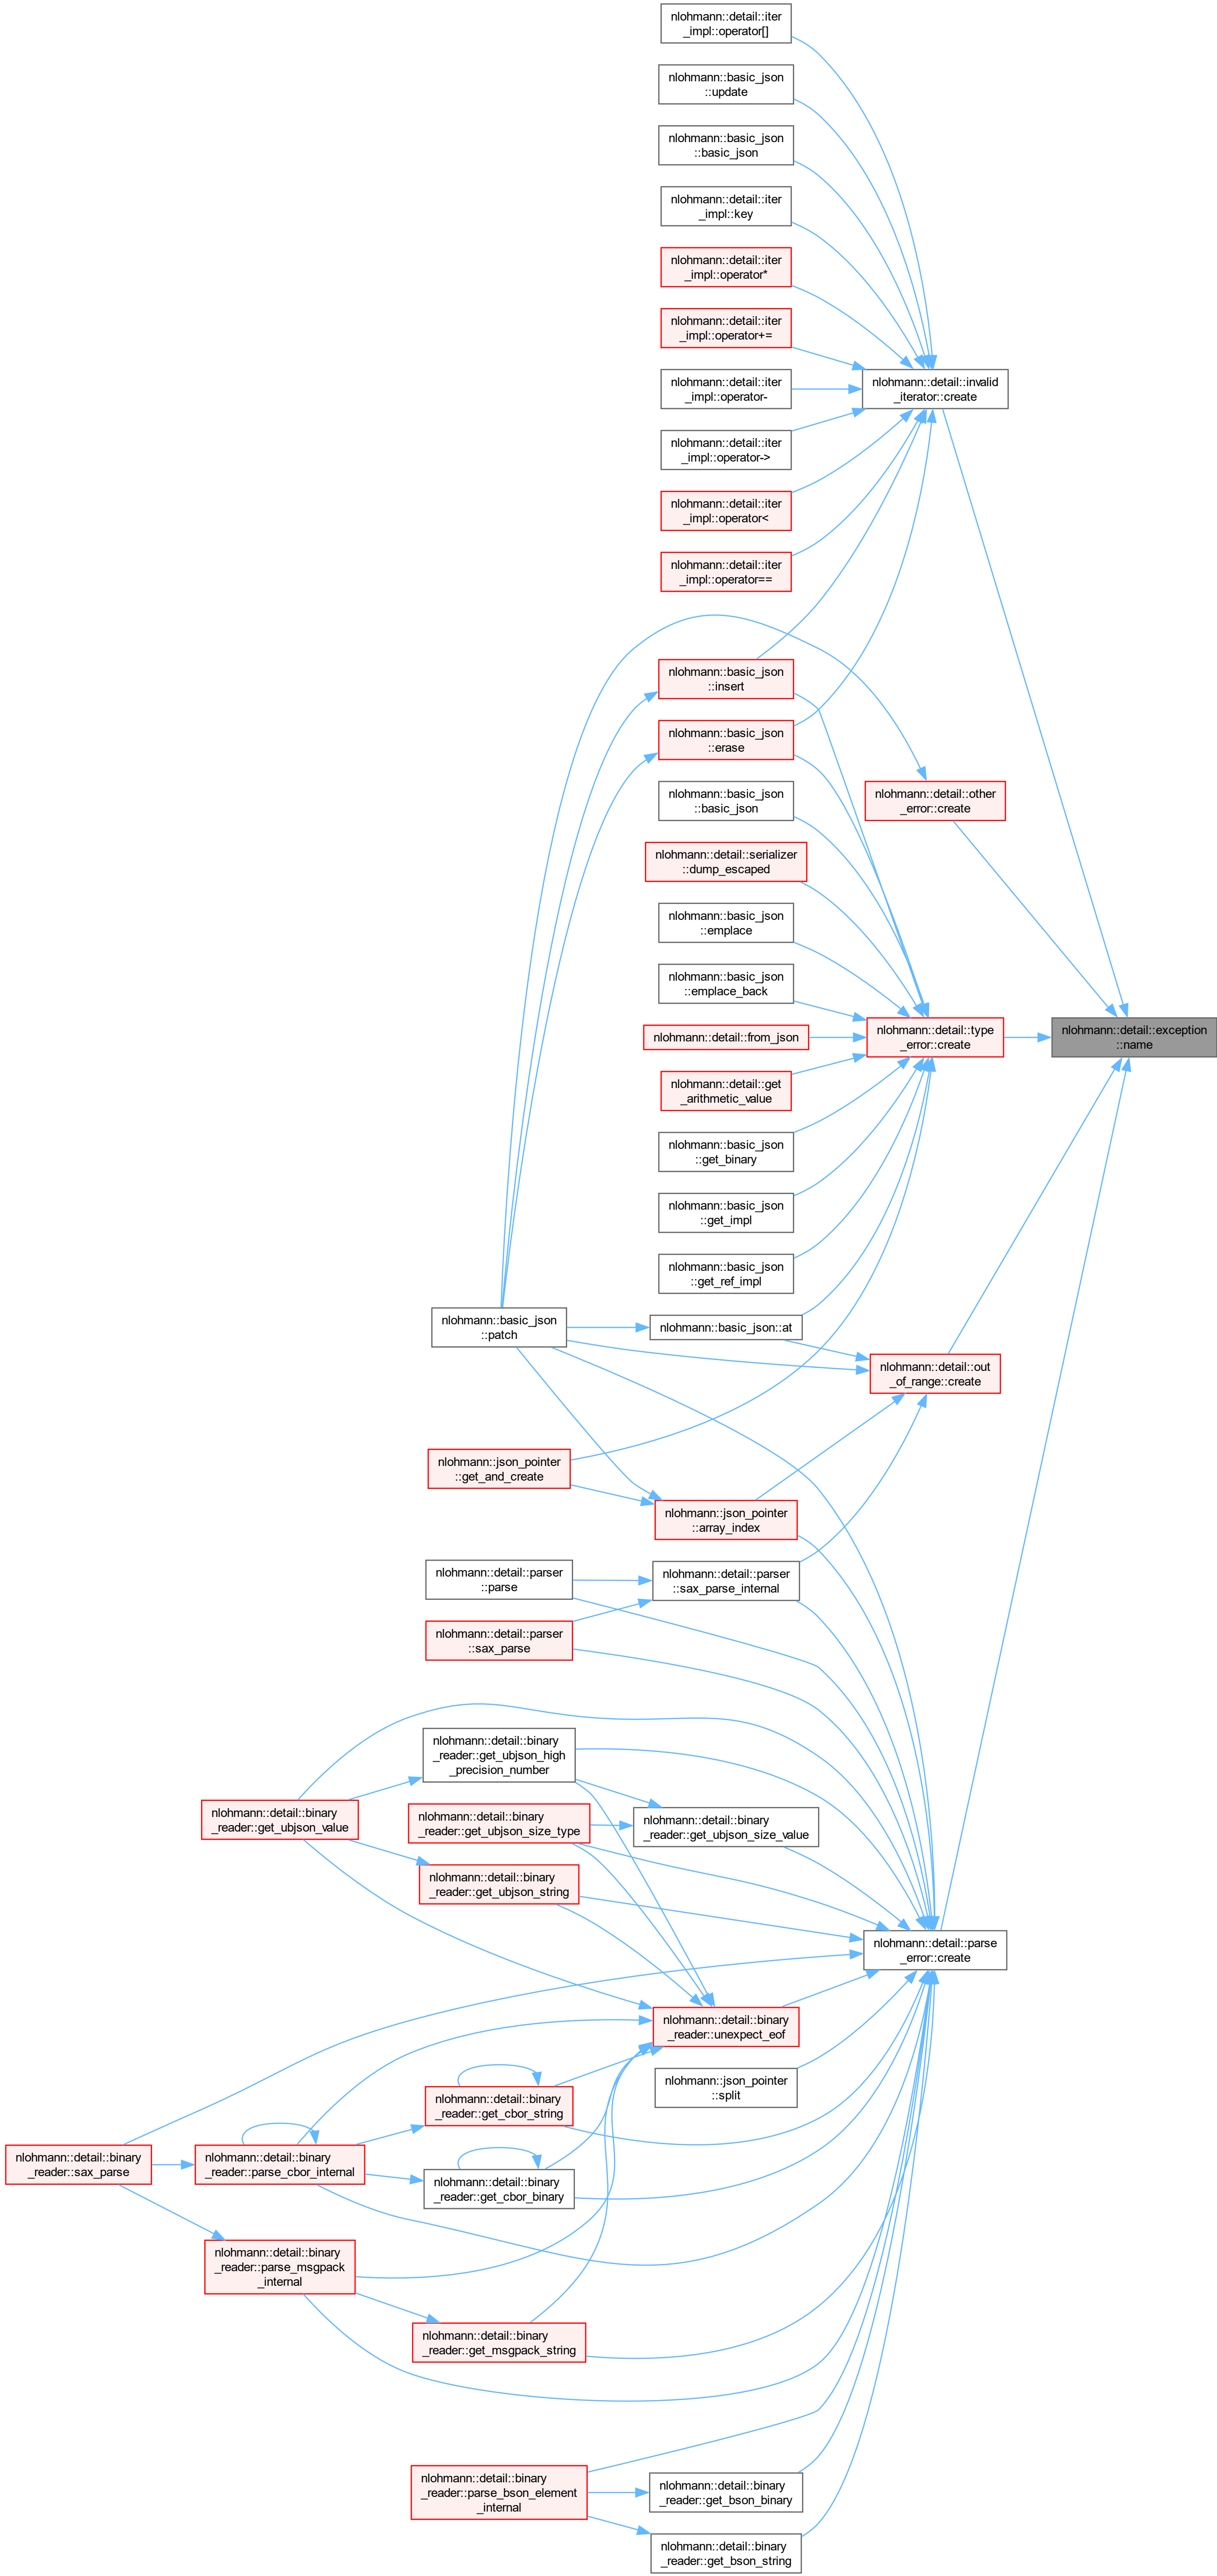 nlohmann::detail::iter
_impl::operator[]
nlohmann::basic_json
::update
nlohmann::basic_json
::basic_json
nlohmann::detail::iter
_impl::key
nlohmann::detail::iter
_impl::operator*
nlohmann::detail::iter
_impl::operator+=
nlohmann::detail::invalid
_iterator::create
nlohmann::detail::iter
_impl::operator-
nlohmann::detail::iter
_impl::operator->
nlohmann::detail::iter
_impl::operator<
nlohmann::detail::iter
_impl::operator==
nlohmann::basic_json
::insert
nlohmann::basic_json
::erase
nlohmann::detail::other
_error::create
nlohmann::basic_json
::basic_json
nlohmann::detail::serializer
::dump_escaped
nlohmann::basic_json
::emplace
nlohmann::basic_json
::emplace_back
nlohmann::detail::from_json
nlohmann::detail::type
_error::create
nlohmann::detail::exception
::name
nlohmann::detail::get
_arithmetic_value
nlohmann::basic_json
::get_binary
nlohmann::basic_json
::get_impl
nlohmann::basic_json
::get_ref_impl
nlohmann::basic_json
::patch
nlohmann::basic_json::at
nlohmann::detail::out
_of_range::create
nlohmann::json_pointer
::get_and_create
nlohmann::json_pointer
::array_index
nlohmann::detail::parser
::parse
nlohmann::detail::parser
::sax_parse_internal
nlohmann::detail::parser
::sax_parse
nlohmann::detail::binary
_reader::get_ubjson_high
_precision_number
nlohmann::detail::binary
_reader::get_ubjson_value
nlohmann::detail::binary
_reader::get_ubjson_size_type
nlohmann::detail::binary
_reader::get_ubjson_size_value
nlohmann::detail::binary
_reader::get_ubjson_string
nlohmann::detail::parse
_error::create
nlohmann::detail::binary
_reader::unexpect_eof
nlohmann::json_pointer
::split
nlohmann::detail::binary
_reader::get_cbor_string
nlohmann::detail::binary
_reader::sax_parse
nlohmann::detail::binary
_reader::parse_cbor_internal
nlohmann::detail::binary
_reader::get_cbor_binary
nlohmann::detail::binary
_reader::parse_msgpack
_internal
nlohmann::detail::binary
_reader::get_msgpack_string
nlohmann::detail::binary
_reader::parse_bson_element
_internal
nlohmann::detail::binary
_reader::get_bson_binary
nlohmann::detail::binary
_reader::get_bson_string